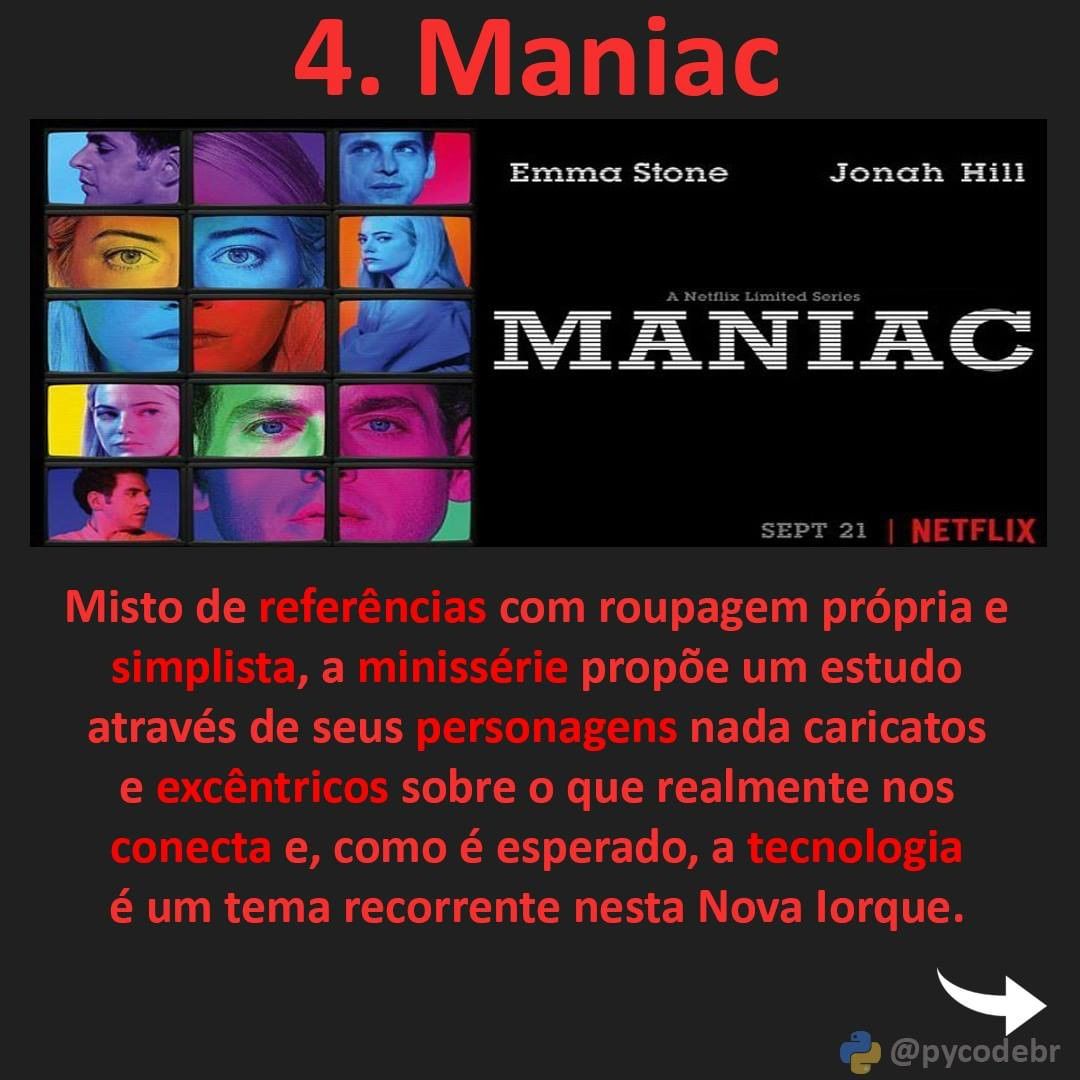 4. Maniac
Emma Stone Jonah Hill
A Netflix Limited Series
MANIAC
SEPT 21 | NETFLIX
Misto de referências com roupagem própria e
simplista, a minissérie propõe um estudo
através de seus personagens nada caricatos
e excêntricos sobre o que realmente nos
conecta e, como é esperado, a tecnologia
é um tema recorrente nesta Nova Iorque.
@pycodebr